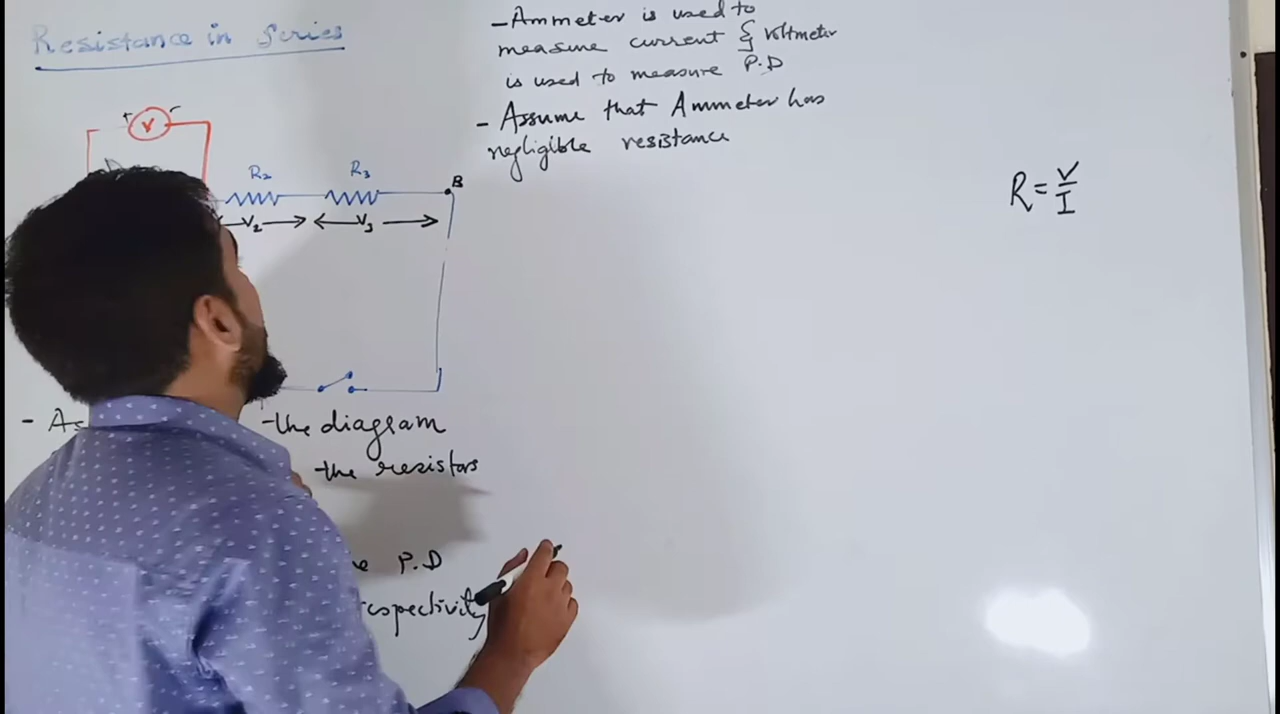 Resistance in Series
+ V -
R₂ R₃ B
V₂ V₃
- As the diagram
the resistors
P.D
respectivity
- Ammeter is used to
measure current & Voltmeter
is used to measure P.D
- Assume that Ammeter has
negligible resistance
R = V/I